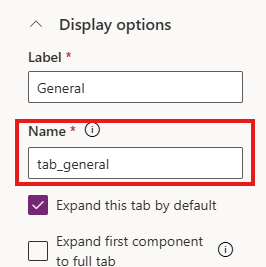 Display options
Label *
General
Name *
tab_general
Expand this tab by default
Expand first component
to full tab